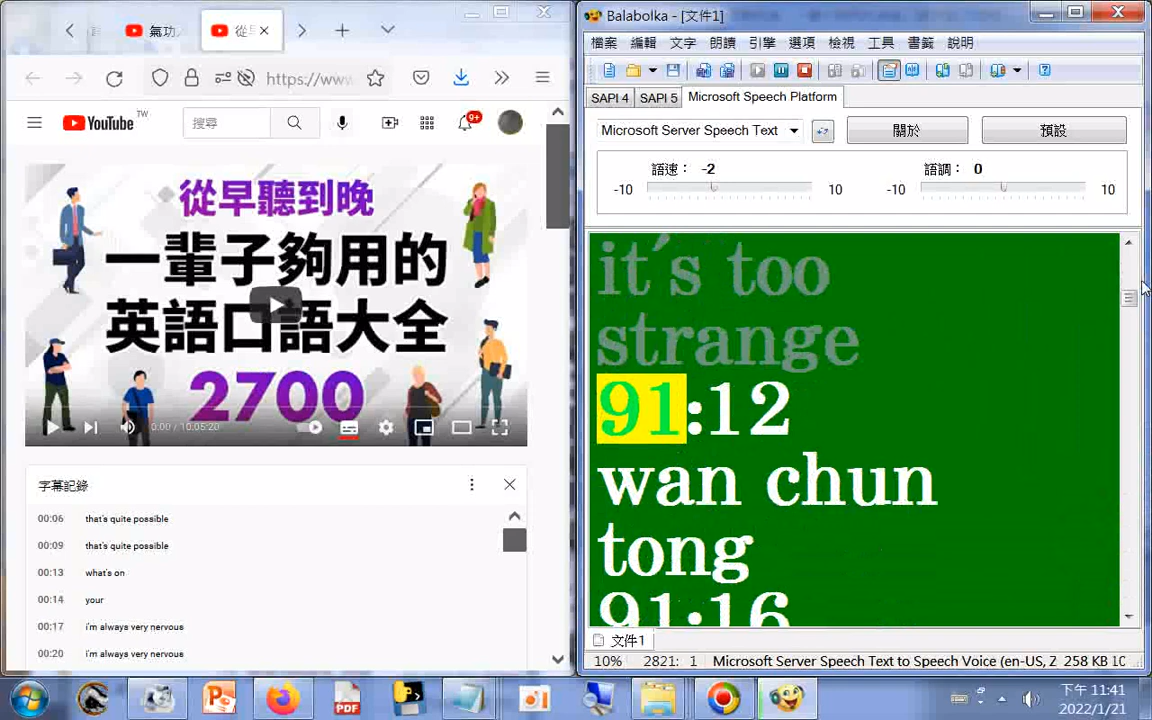 氣功
從
https://www
YouTube TW
搜尋
9+
從早聽到晚
一輩子夠用的
英語口語大全
2700
0:00 / 10:05:20
字幕記錄
00:06 that's quite possible
00:09 that's quite possible
00:13 what's on
00:14 your
00:17 i'm always very nervous
00:20 i'm always very nervous
Balabolka - [文件1]
檔案 編輯 文字 朗讀 引擎 選項 檢視 工具 書籤 說明
SAPI 4 SAPI 5 Microsoft Speech Platform
Microsoft Server Speech Text 關於 預設
語速： -2 語調： 0
-10 10 -10 10
it's too
strange
91:12
wan chun
tong
91:16
文件1
10% 2821: 1 Microsoft Server Speech Text to Speech Voice (en-US, Z 258 KB 10
PDF
下午 11:41
2022/1/21